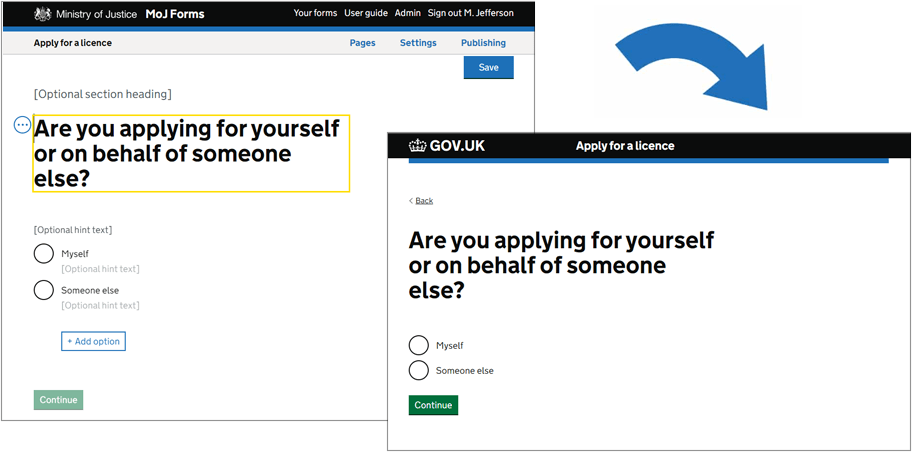 Ministry of Justice MoJ Forms Your forms User guide Admin Sign out M. Jefferson
Apply for a licence Pages Settings Publishing
Save
[Optional section heading]
Are you applying for yourself
or on behalf of someone
else?
[Optional hint text]
Myself
[Optional hint text]
Someone else
[Optional hint text]
+ Add option
Continue
GOV.UK Apply for a licence
Back
Are you applying for yourself
or on behalf of someone
else?
Myself
Someone else
Continue